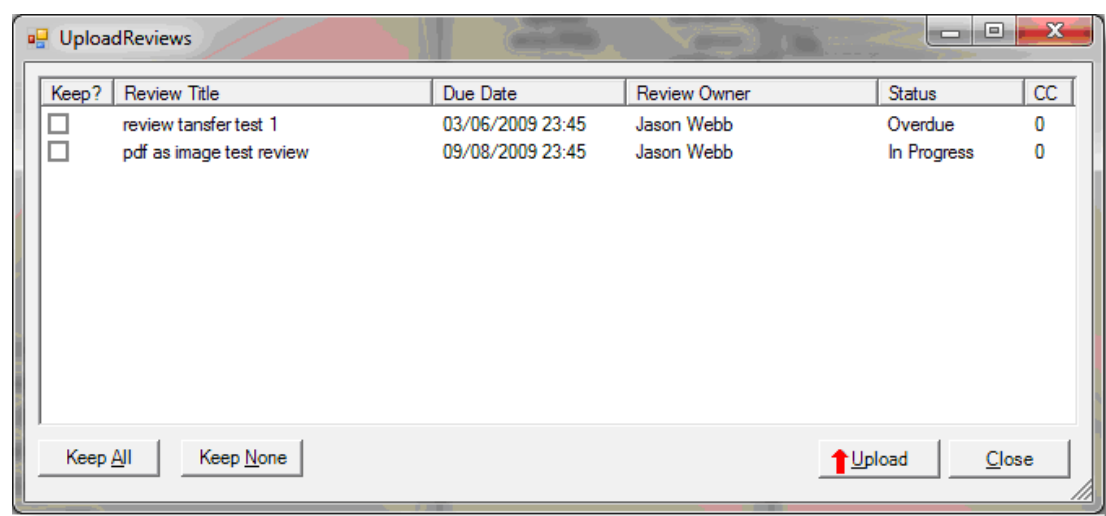 UploadReviews
Keep? Review Title Due Date Review Owner Status CC
review tansfer test 1 03/06/2009 23:45 Jason Webb Overdue 0
pdf as image test review 09/08/2009 23:45 Jason Webb In Progress 0
Keep All Keep None Upload Close